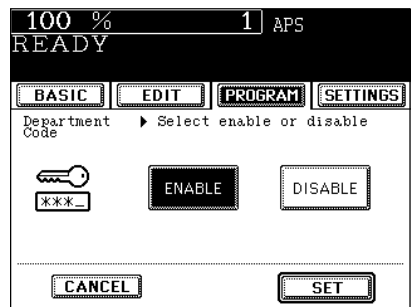 100 % 1 APS
READY
BASIC EDIT PROGRAM SETTINGS
Department Code ▶ Select enable or disable
***_
ENABLE DISABLE
CANCEL SET